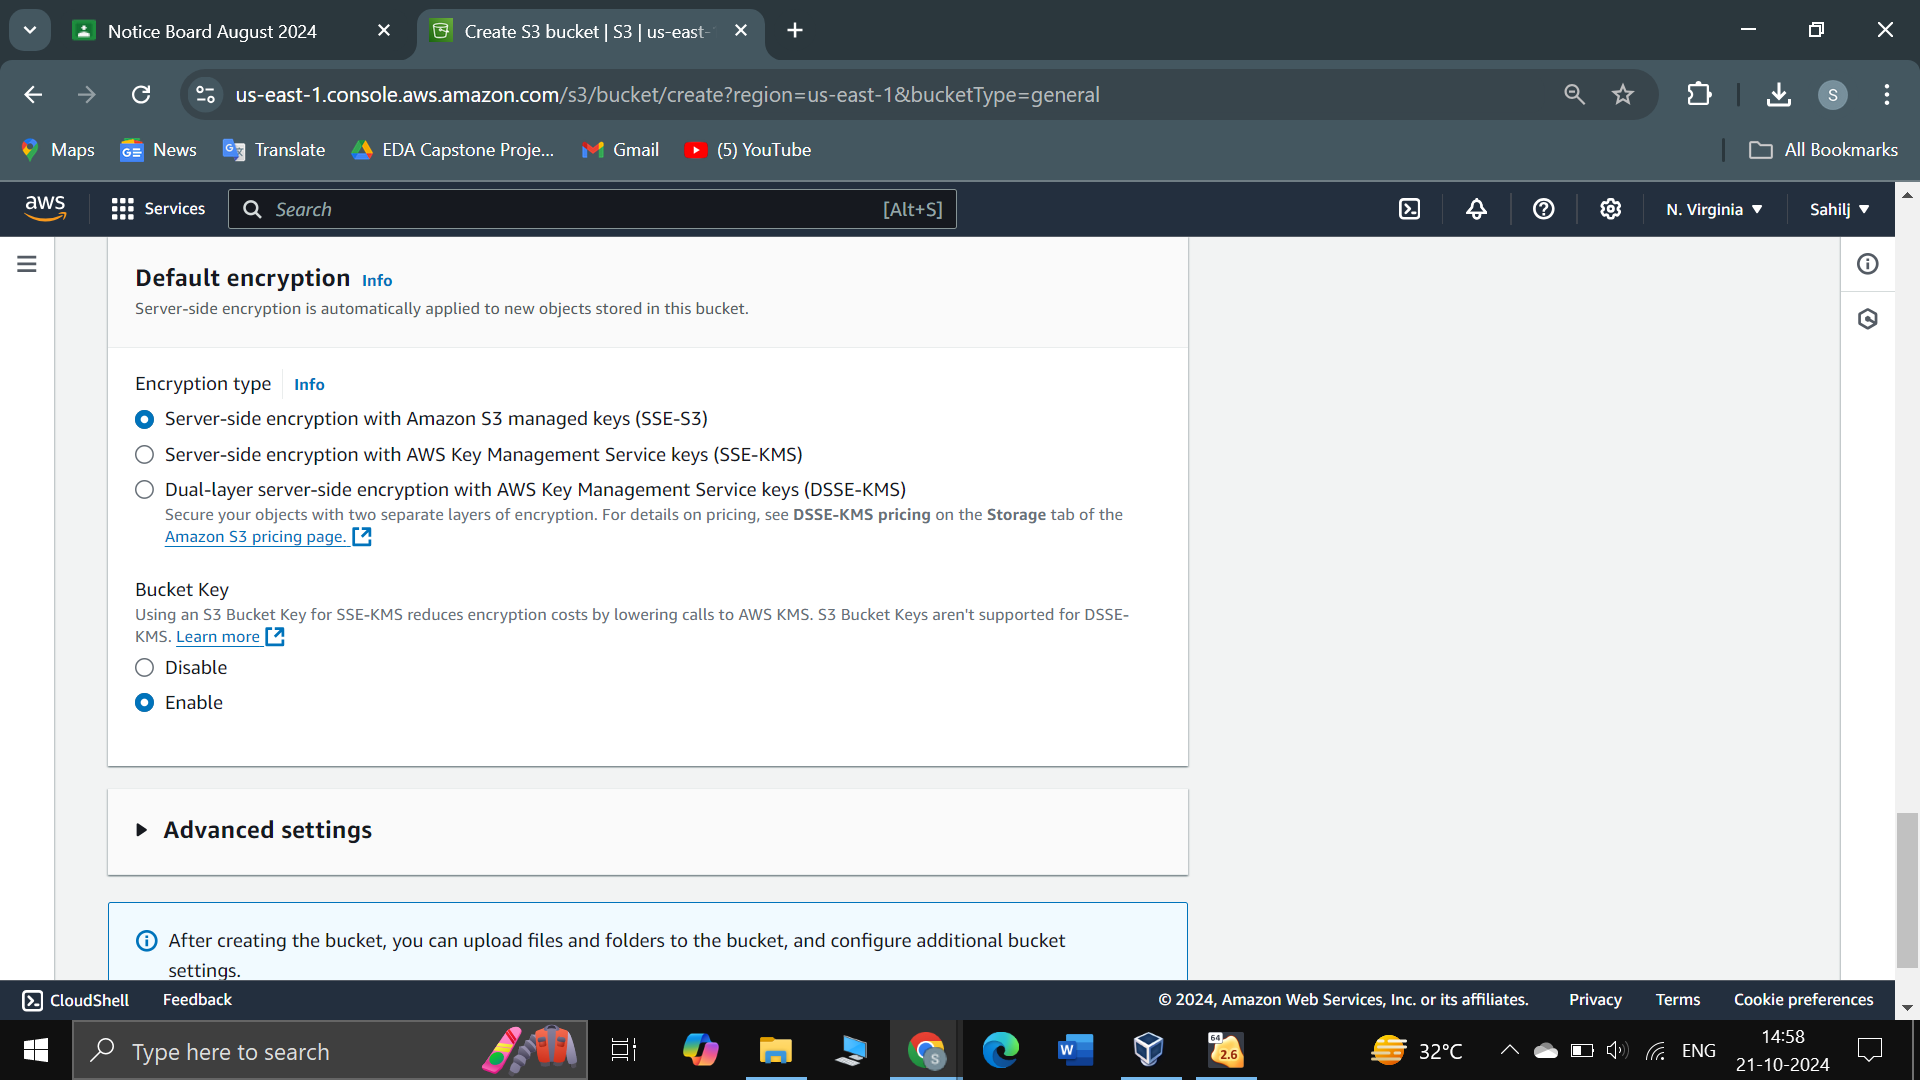 Notice Board August 2024
Create S3 bucket | S3 | us-east-
us-east-1.console.aws.amazon.com/s3/bucket/create?region=us-east-1&bucketType=general
S
Maps
News
Translate
EDA Capstone Proje...
Gmail
(5) YouTube
All Bookmarks
aws
Services
Search
[Alt+S]
N. Virginia
Sahilj
Default encryption Info
Server-side encryption is automatically applied to new objects stored in this bucket.
Encryption type Info
Server-side encryption with Amazon S3 managed keys (SSE-S3)
Server-side encryption with AWS Key Management Service keys (SSE-KMS)
Dual-layer server-side encryption with AWS Key Management Service keys (DSSE-KMS)
Secure your objects with two separate layers of encryption. For details on pricing, see DSSE-KMS pricing on the Storage tab of the
Amazon S3 pricing page.
Bucket Key
Using an S3 Bucket Key for SSE-KMS reduces encryption costs by lowering calls to AWS KMS. S3 Bucket Keys aren't supported for DSSE-
KMS. Learn more
Disable
Enable
Advanced settings
After creating the bucket, you can upload files and folders to the bucket, and configure additional bucket
settings.
CloudShell
Feedback
© 2024, Amazon Web Services, Inc. or its affiliates.
Privacy
Terms
Cookie preferences
Type here to search
S
W
64
2.6
32°C
ENG
14:58
21-10-2024